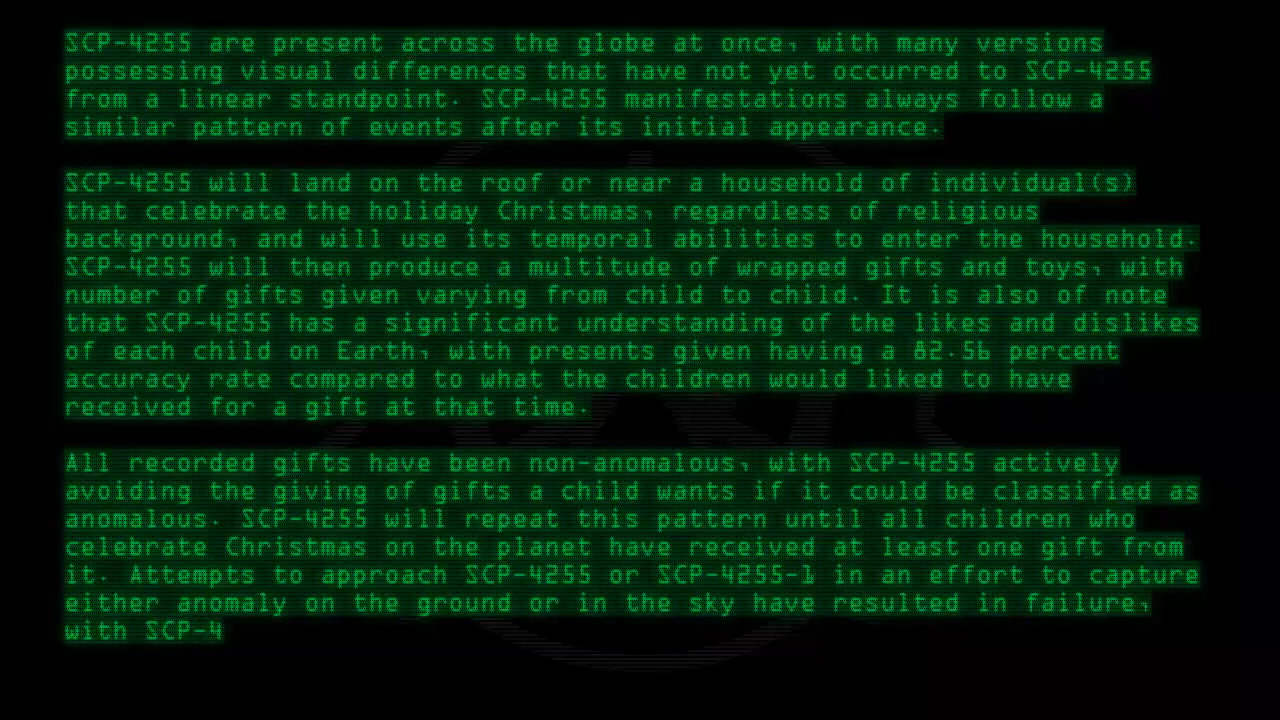 SCP-4255 are present across the globe at once, with many versions
possessing visual differences that have not yet occurred to SCP-4255
from a linear standpoint. SCP-4255 manifestations always follow a
similar pattern of events after its initial appearance.
SCP-4255 will land on the roof or near a household of individual(s)
that celebrate the holiday Christmas, regardless of religious
background, and will use its temporal abilities to enter the household.
SCP-4255 will then produce a multitude of wrapped gifts and toys, with
number of gifts given varying from child to child. It is also of note
that SCP-4255 has a significant understanding of the likes and dislikes
of each child on Earth, with presents given having a 82.56 percent
accuracy rate compared to what the children would liked to have
received for a gift at that time.
All recorded gifts have been non-anomalous, with SCP-4255 actively
avoiding the giving of gifts a child wants if it could be classified as
anomalous. SCP-4255 will repeat this pattern until all children who
celebrate Christmas on the planet have received at least one gift from
it. Attempts to approach SCP-4255 or SCP-4255-1 in an effort to capture
either anomaly on the ground or in the sky have resulted in failure,
with SCP-4